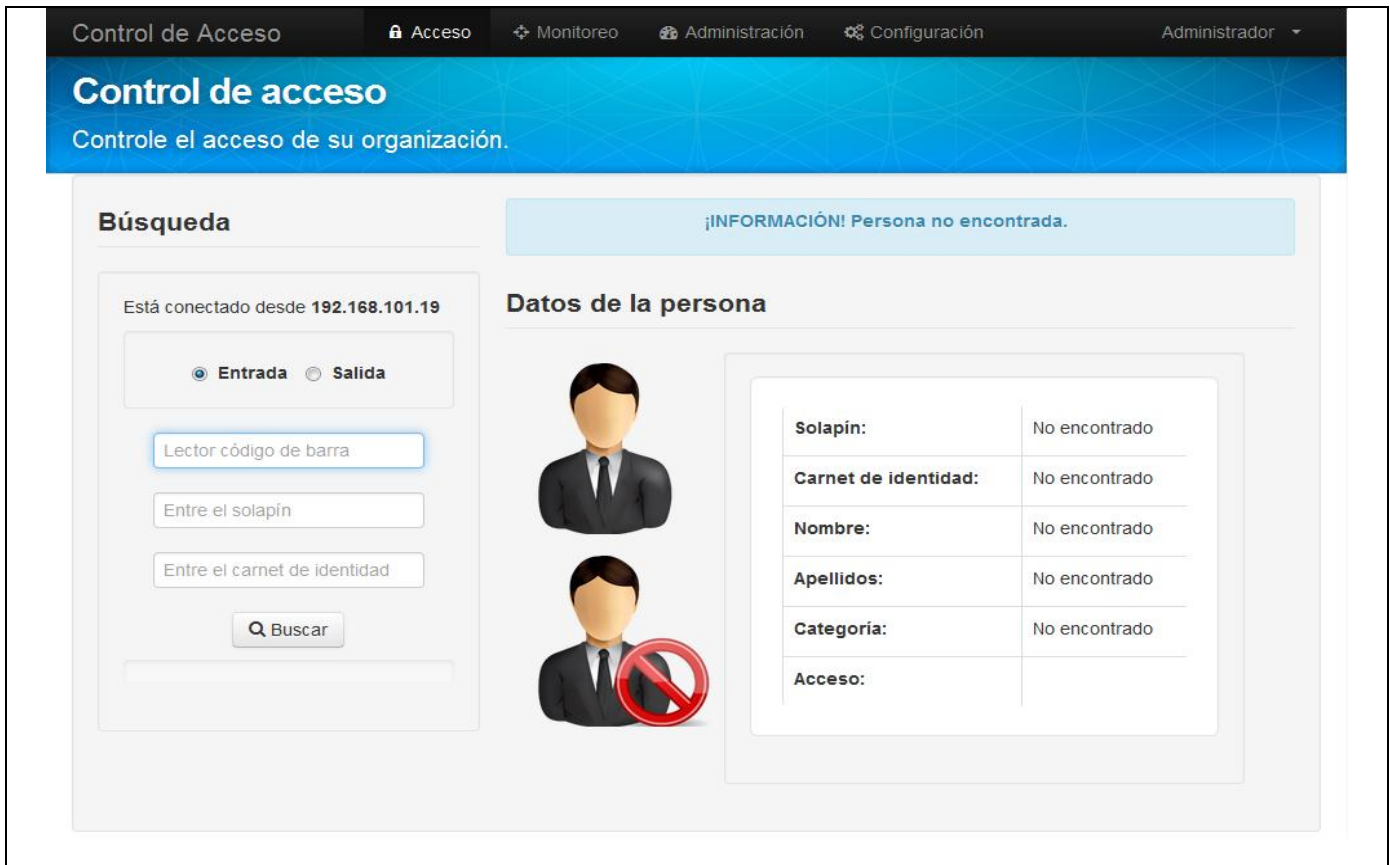 Control de Acceso Acceso Monitoreo Administración Configuración Administrador
Control de acceso
Controle el acceso de su organización.
Búsqueda
Está conectado desde 192.168.101.19
Entrada Salida
Lector código de barra
Entre el solapín
Entre el carnet de identidad
Buscar
¡INFORMACIÓN! Persona no encontrada.
Datos de la persona
Solapín: No encontrado
Carnet de identidad: No encontrado
Nombre: No encontrado
Apellidos: No encontrado
Categoría: No encontrado
Acceso: